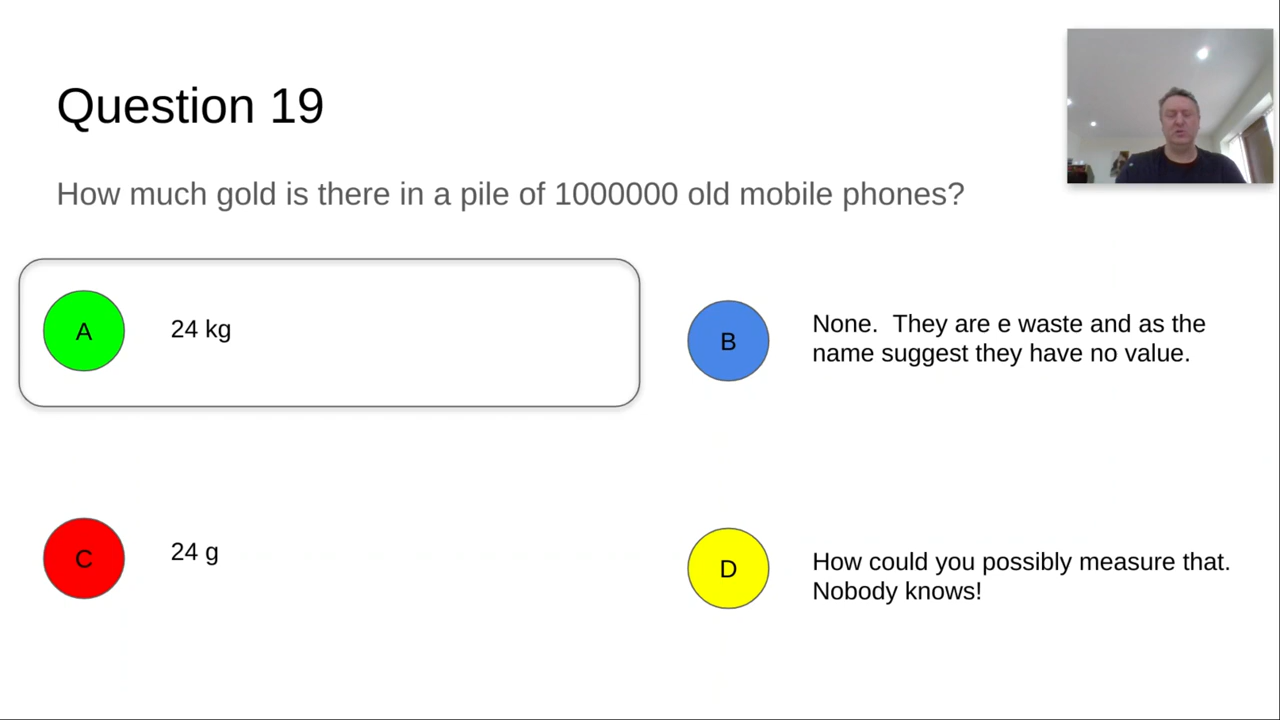 Question 19
How much gold is there in a pile of 1000000 old mobile phones?
A
24 kg
B
None.  They are e waste and as the
name suggest they have no value.
C
24 g
D
How could you possibly measure that.
Nobody knows!